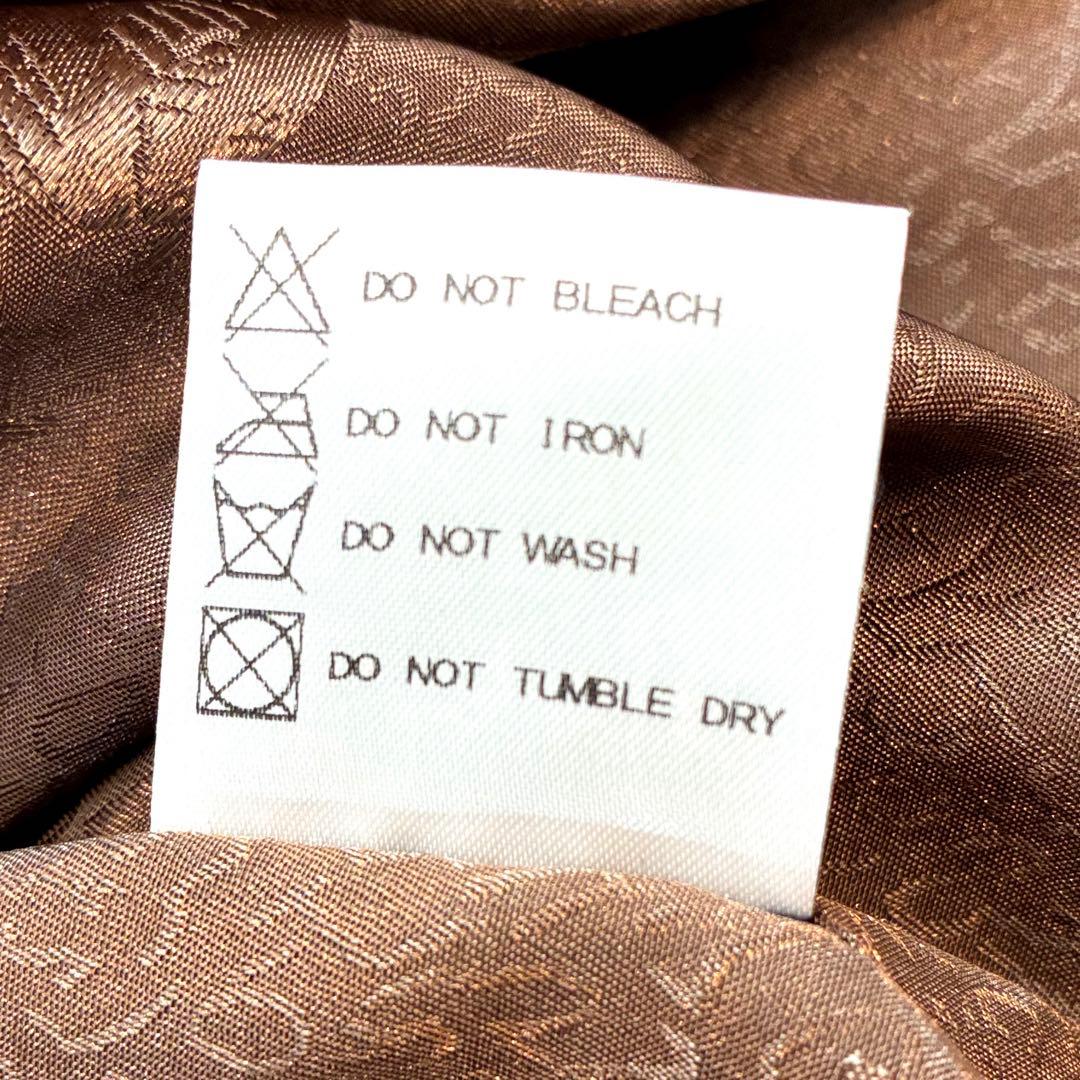 DO NOT BLEACH
DO NOT IRON
DO NOT WASH
DO NOT TUMBLE DRY